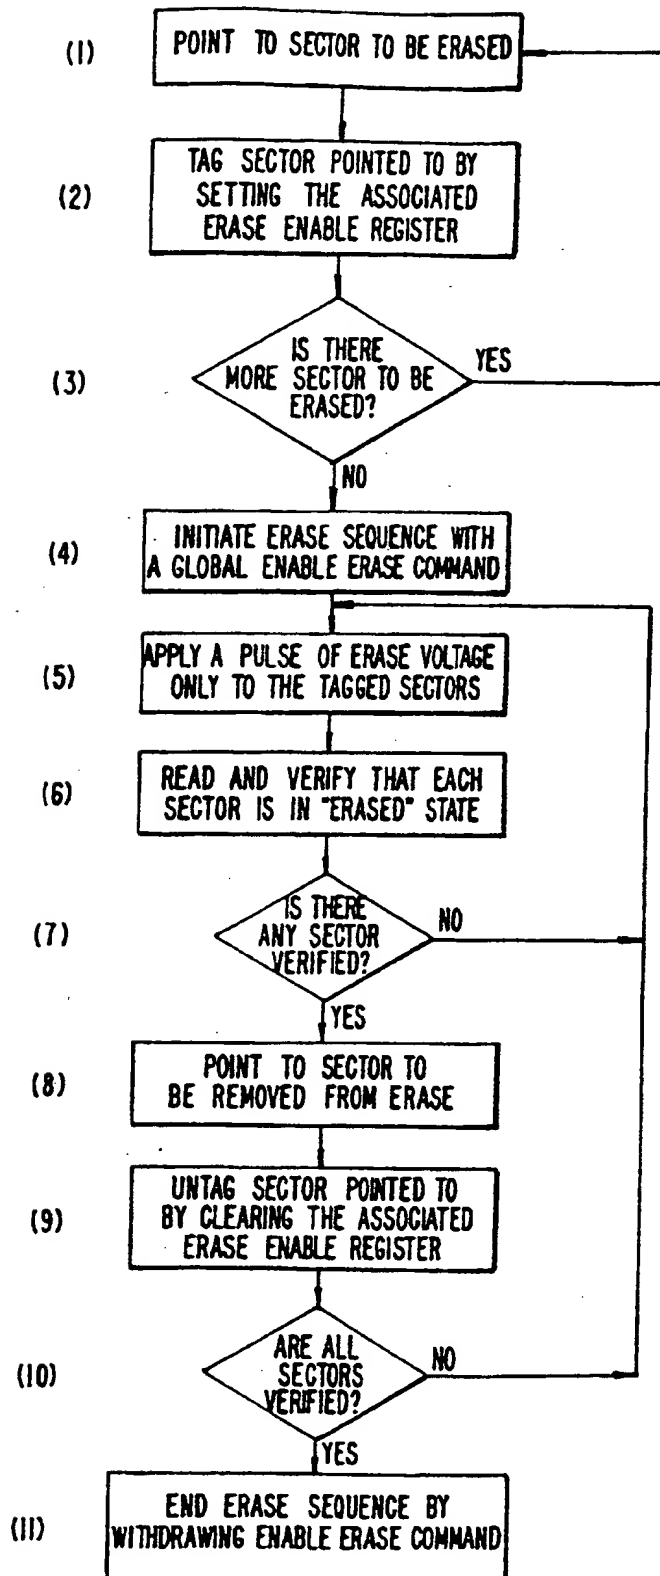 (1) POINT TO SECTOR TO BE ERASED
(2) TAG SECTOR POINTED TO BY
SETTING THE ASSOCIATED
ERASE ENABLE REGISTER
(3) IS THERE
MORE SECTOR TO BE
ERASED?
YES
NO
(4) INITIATE ERASE SEQUENCE WITH
A GLOBAL ENABLE ERASE COMMAND
(5) APPLY A PULSE OF ERASE VOLTAGE
ONLY TO THE TAGGED SECTORS
(6) READ AND VERIFY THAT EACH
SECTOR IS IN "ERASED" STATE
(7) IS THERE
ANY SECTOR
VERIFIED?
NO
YES
(8) POINT TO SECTOR TO
BE REMOVED FROM ERASE
(9) UNTAG SECTOR POINTED TO
BY CLEARING THE ASSOCIATED
ERASE ENABLE REGISTER
(10) ARE ALL
SECTORS
VERIFIED?
NO
YES
(11) END ERASE SEQUENCE BY
WITHDRAWING ENABLE ERASE COMMAND